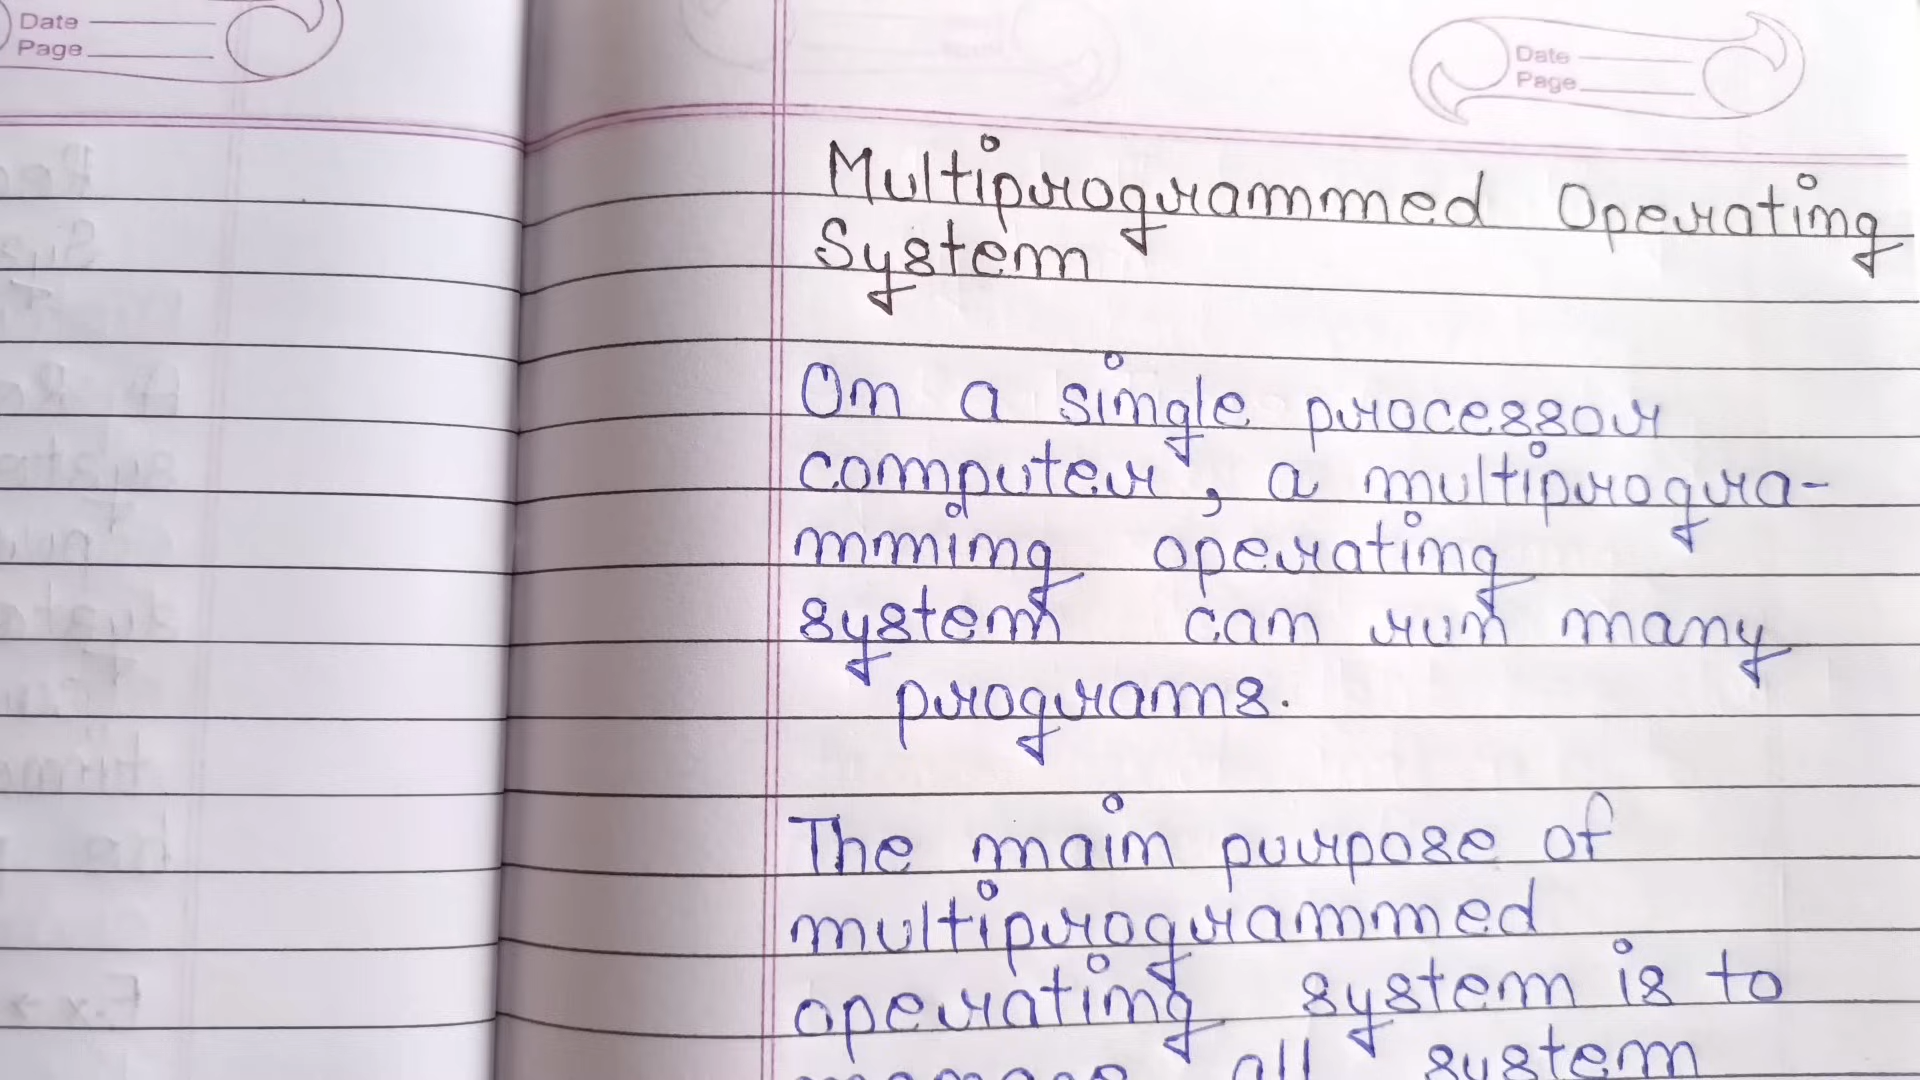 Date
Page
Date
Page
Multiprogrammed Operating
System
On a single processor
computer, a multiprogra-
mming operating
system can run many
programs.
The main purpose of
multiprogrammed
operating system is to
manage all system